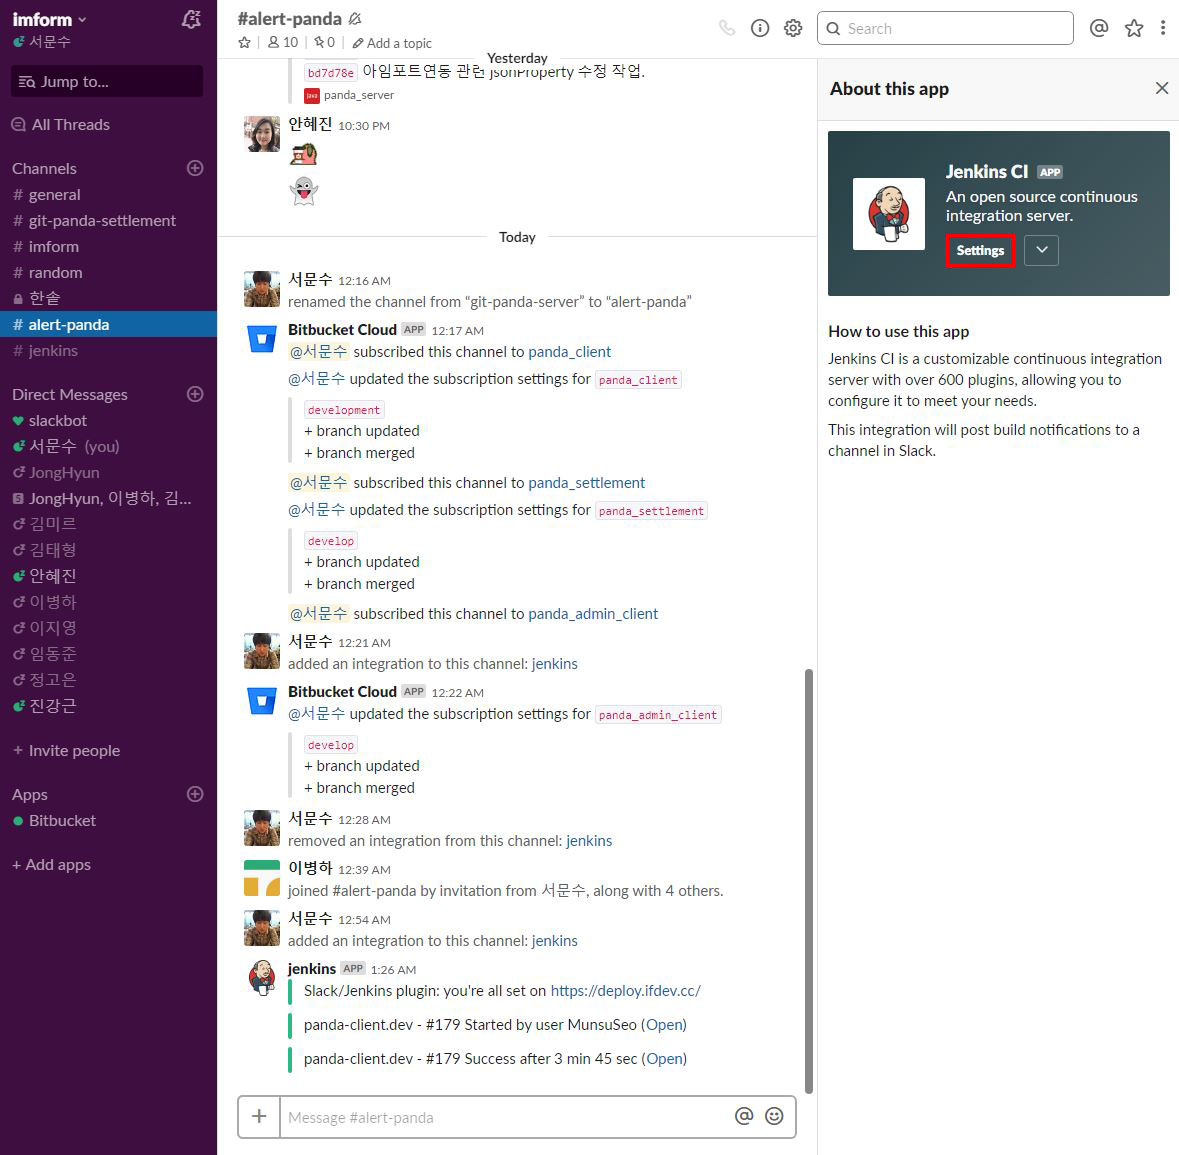 imform
서문수
Jump to...
All Threads
Channels
# general
# git-panda-settlement
# imform
# random
한솥
# alert-panda
# jenkins
Direct Messages
slackbot
서문수 (you)
JongHyun
5 JongHyun, 이병하, 김...
김미르
김태형
안혜진
이병하
이지영
임동준
정고은
진강근
+ Invite people
Apps
Bitbucket
+ Add apps
#alert-panda
10
0
Add a topic
Search
Yesterday
bd7d78e 아임포트연동 관련 jsonProperty 수정 작업.
panda_server
안혜진 10:30 PM
Today
서문수 12:16 AM
renamed the channel from “git-panda-server” to “alert-panda”
Bitbucket Cloud APP 12:17 AM
@서문수 subscribed this channel to panda_client
@서문수 updated the subscription settings for panda_client
development
+ branch updated
+ branch merged
@서문수 subscribed this channel to panda_settlement
@서문수 updated the subscription settings for panda_settlement
develop
+ branch updated
+ branch merged
@서문수 subscribed this channel to panda_admin_client
서문수 12:21 AM
added an integration to this channel: jenkins
Bitbucket Cloud APP 12:22 AM
@서문수 updated the subscription settings for panda_admin_client
develop
+ branch updated
+ branch merged
서문수 12:28 AM
removed an integration from this channel: jenkins
이병하 12:39 AM
joined #alert-panda by invitation from 서문수, along with 4 others.
서문수 12:54 AM
added an integration to this channel: jenkins
jenkins APP 1:26 AM
Slack/Jenkins plugin: you're all set on https://deploy.ifdev.cc/
panda-client.dev - #179 Started by user MunsuSeo (Open)
panda-client.dev - #179 Success after 3 min 45 sec (Open)
Message #alert-panda
About this app
Jenkins CI APP
An open source continuous
integration server.
Settings
How to use this app
Jenkins CI is a customizable continuous integration
server with over 600 plugins, allowing you to
configure it to meet your needs.
This integration will post build notifications to a
channel in Slack.